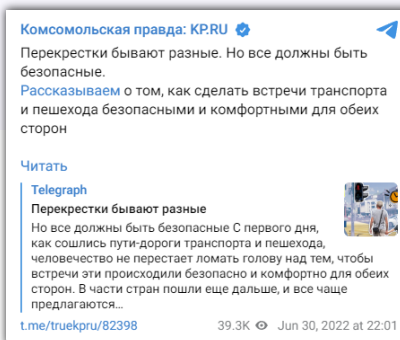 Комсомольская правда: KP.RU
Перекрестки бывают разные. Но все должны быть
безопасные.
Рассказываем о том, как сделать встречи транспорта
и пешехода безопасными и комфортными для обеих
сторон
Читать
Telegraph
Перекрестки бывают разные
Но все должны быть безопасные С первого дня,
как сошлись пути-дороги транспорта и пешехода,
человечество не перестает ломать голову над тем, чтобы
встречи эти происходили безопасно и комфортно для обеих
сторон. В части стран пошли еще дальше, и все чаще
предлагаются...
t.me/truekpru/82398 39.3K Jun 30, 2022 at 22:01